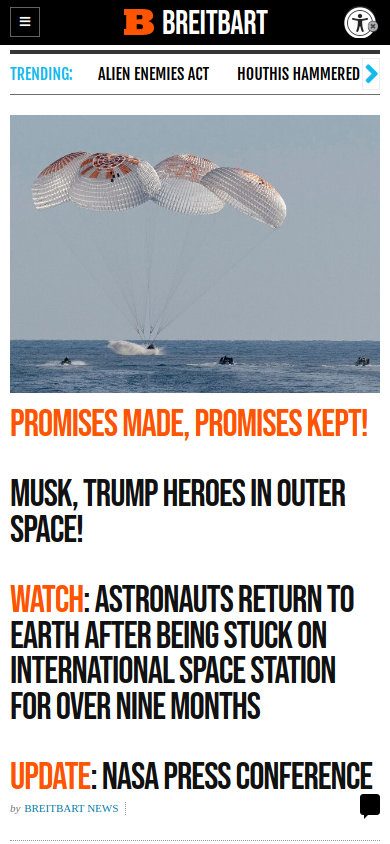 B BREITBART
TRENDING: ALIEN ENEMIES ACT HOUTHIS HAMMERED
PROMISES MADE, PROMISES KEPT!
MUSK, TRUMP HEROES IN OUTER
SPACE!
WATCH: ASTRONAUTS RETURN TO
EARTH AFTER BEING STUCK ON
INTERNATIONAL SPACE STATION
FOR OVER NINE MONTHS
UPDATE: NASA PRESS CONFERENCE
by BREITBART NEWS